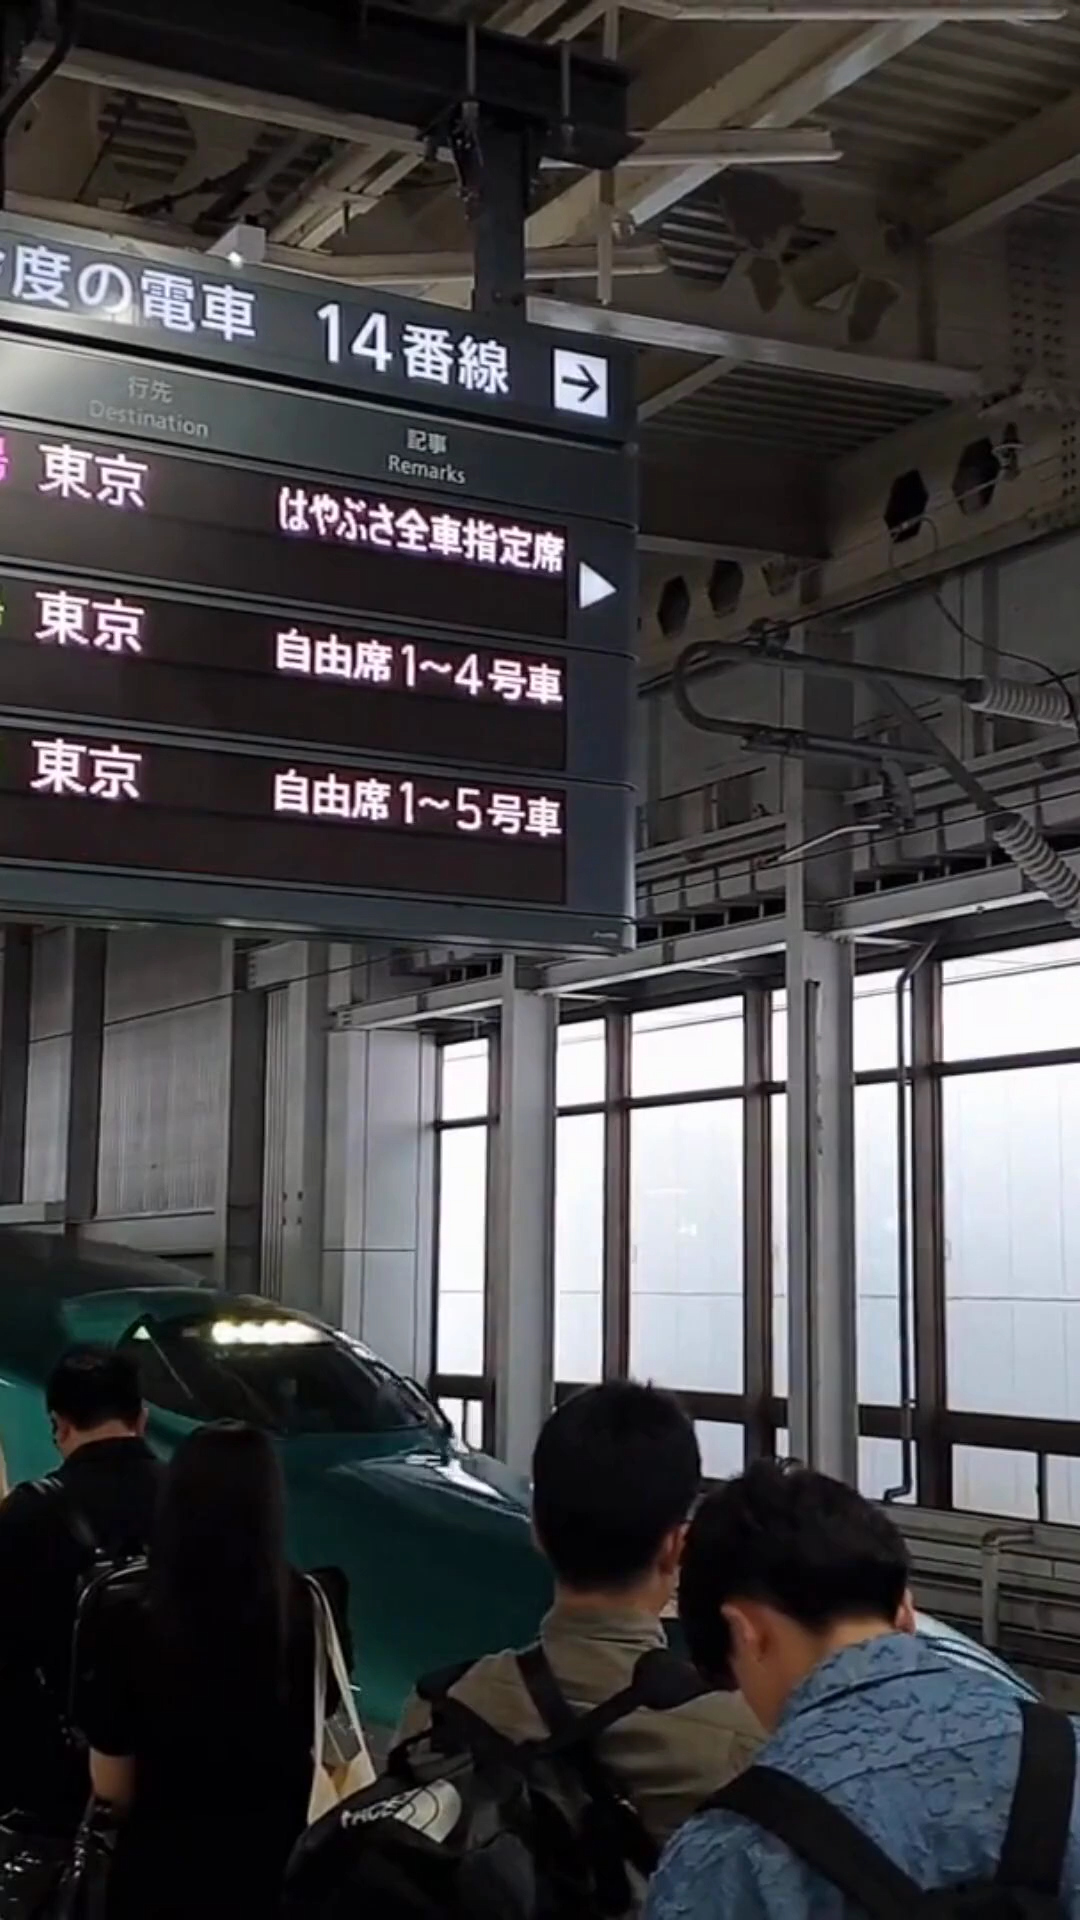 今度の電車 14番線 →
行先
Destination
記事
Remarks
東京 はやぶさ全車指定席
東京 自由席1～4号車
東京 自由席1～5号車